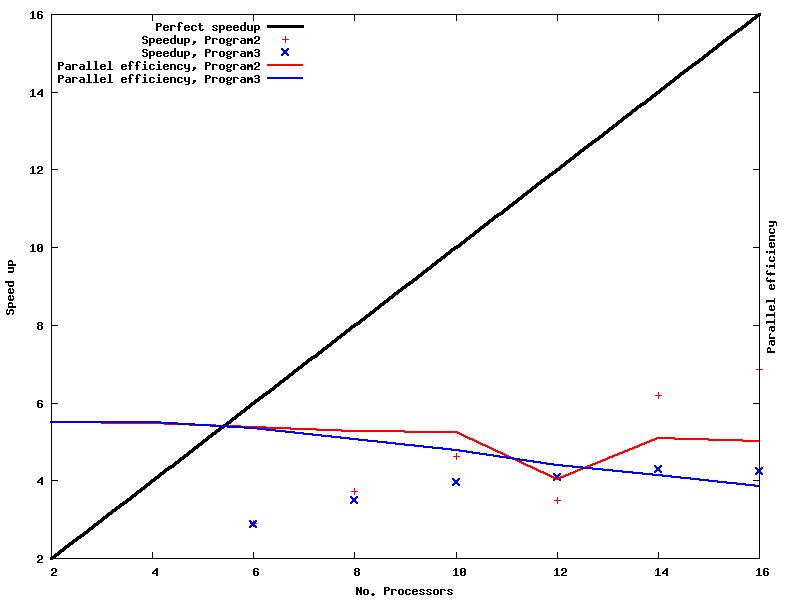 Perfect speedup
Speedup, Program2
Speedup, Program3
Parallel efficiency, Program2
Parallel efficiency, Program3
16
14
12
10
8
6
4
2
Speed up
Parallel efficiency
2 4 6 8 10 12 14 16
No. Processors